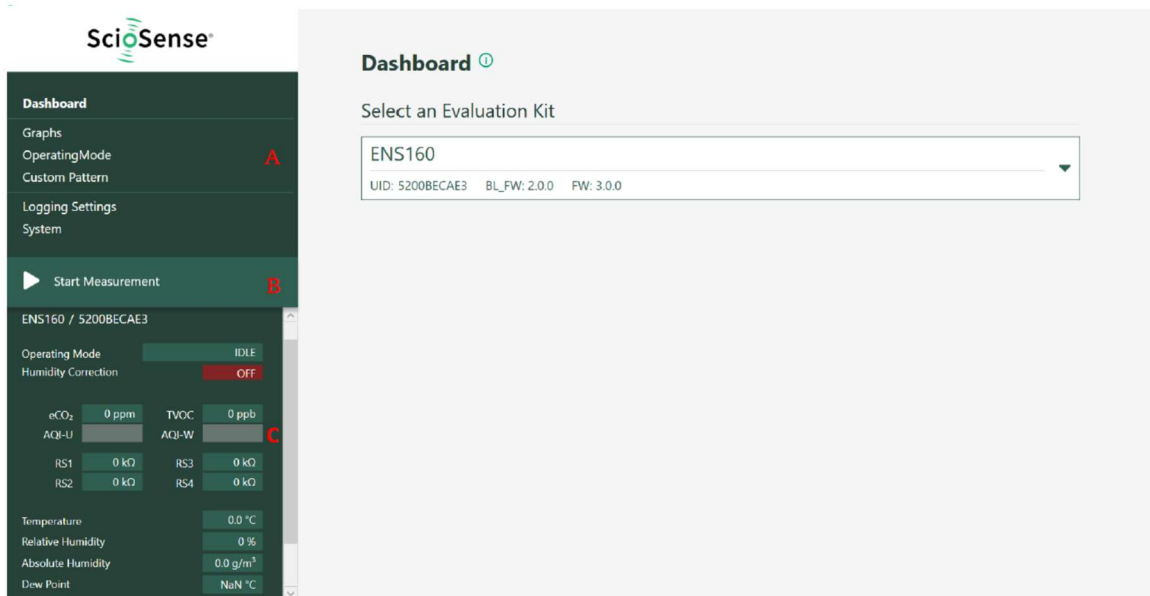 ScioSense®
Dashboard
Graphs
OperatingMode
A
Custom Pattern
Logging Settings
System
Start Measurement
B
ENS160 / 5200BECAE3
Operating Mode IDLE
Humidity Correction OFF
eCO₂ 0 ppm TVOC 0 ppb
AQI-U AQI-W C
RS1 0 kΩ RS3 0 kΩ
RS2 0 kΩ RS4 0 kΩ
Temperature 0.0 °C
Relative Humidity 0 %
Absolute Humidity 0.0 g/m³
Dew Point NaN °C
Dashboard
Select an Evaluation Kit
ENS160
UID: 5200BECAE3 BL_FW: 2.0.0 FW: 3.0.0